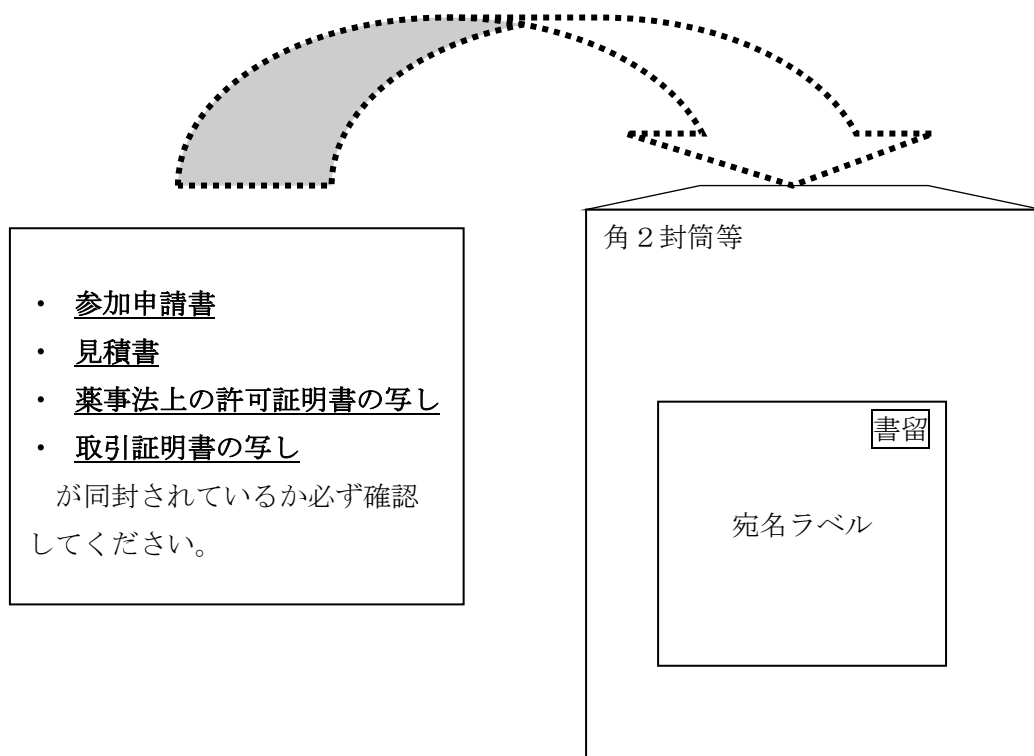 ・ 参加申請書
・ 見積書
・ 薬事法上の許可証明書の写し
・ 取引証明書の写し
が同封されているか必ず確認
してください。
角２封筒等
書留
宛名ラベル